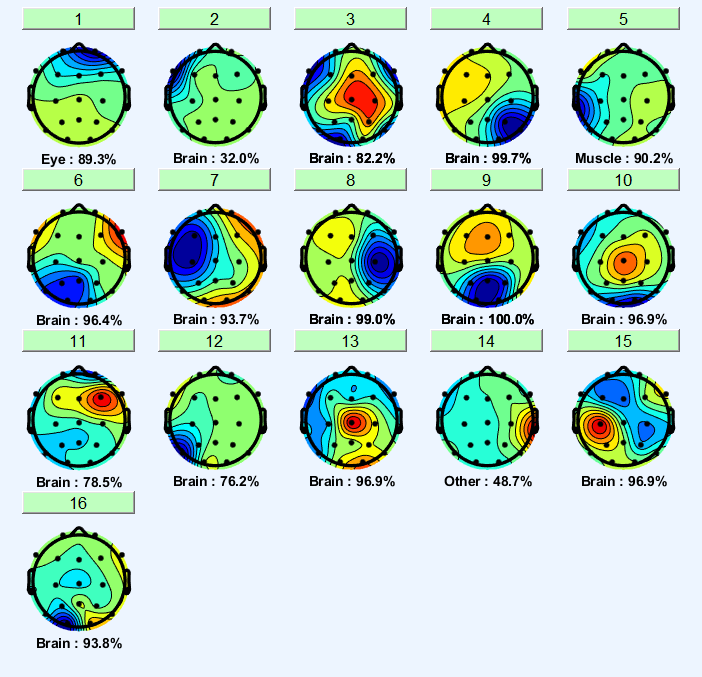 1 2 3 4 5
Eye : 89.3% Brain : 32.0% Brain : 82.2% Brain : 99.7% Muscle : 90.2%
6 7 8 9 10
Brain : 96.4% Brain : 93.7% Brain : 99.0% Brain : 100.0% Brain : 96.9%
11 12 13 14 15
Brain : 78.5% Brain : 76.2% Brain : 96.9% Other : 48.7% Brain : 96.9%
16
Brain : 93.8%